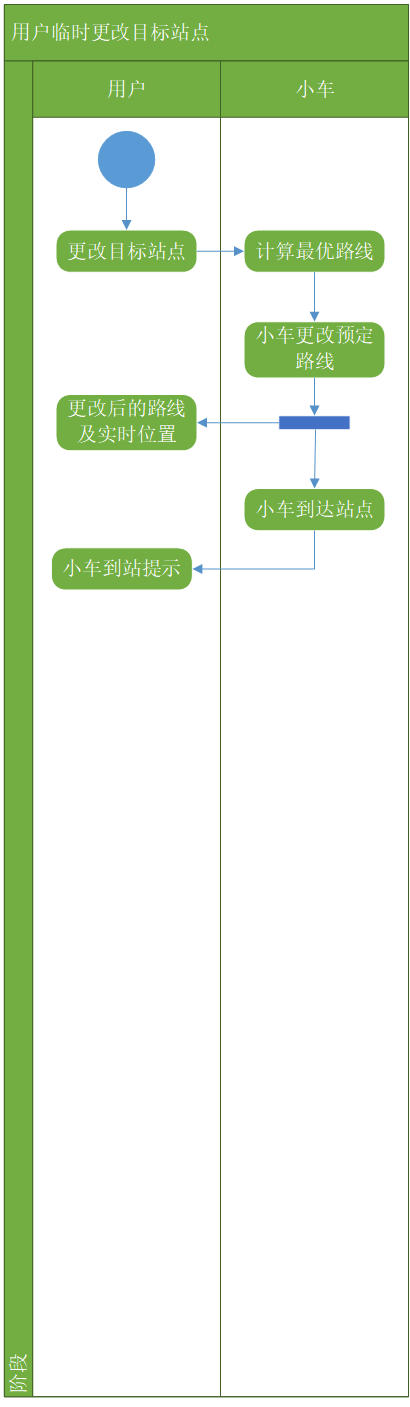 用户临时更改目标站点
用户
小车
更改目标站点
计算最优路线
小车更改预定
路线
更改后的路线
及实时位置
小车到达站点
小车到站提示
阶段